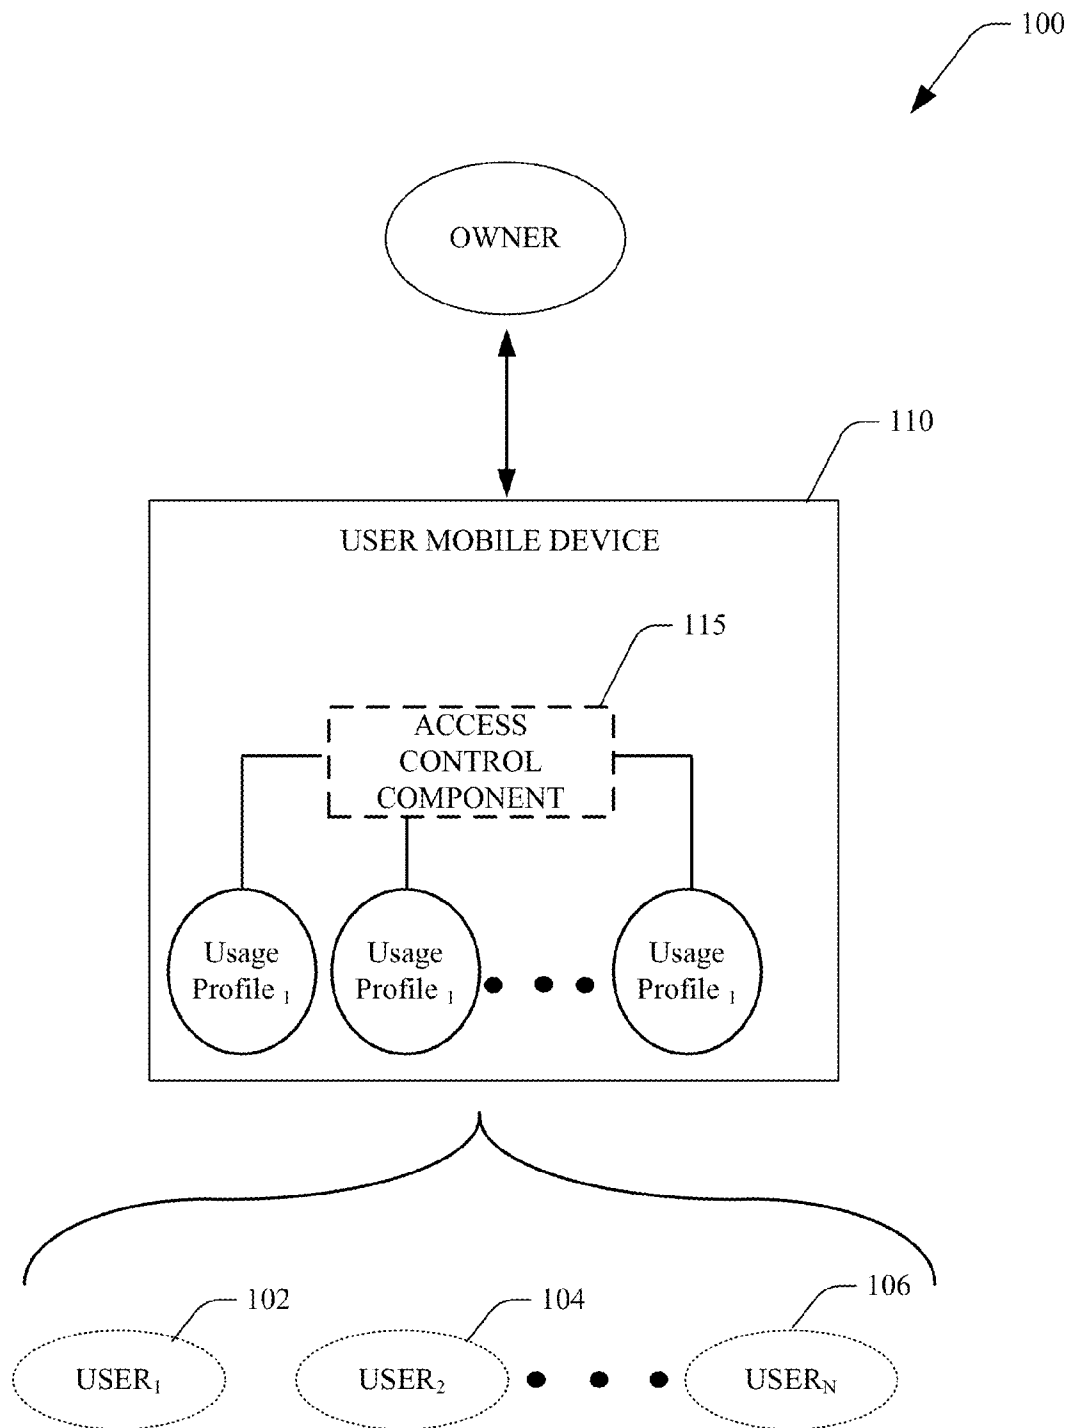 100
OWNER
110
USER MOBILE DEVICE
115
ACCESS
CONTROL
COMPONENT
Usage
Profile 1
Usage
Profile 1
Usage
Profile 1
102
104
106
USER1
USER2
USERN